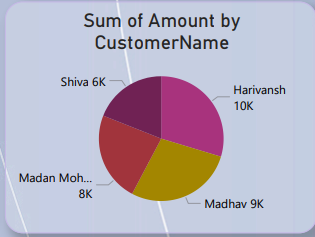 Sum of Amount by
CustomerName
Shiva 6K
Harivansh
10K
Madan Moh...
8K
Madhav 9K